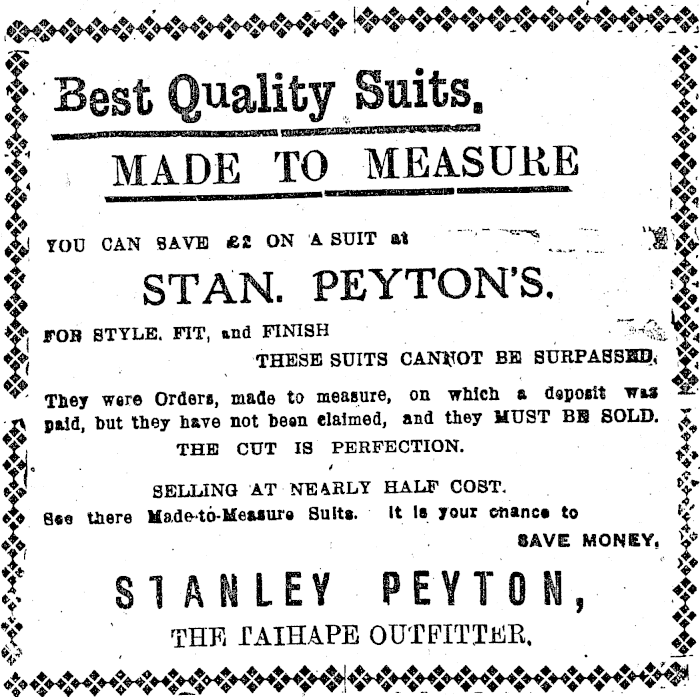 Best Quality Suits.
MADE TO MEASURE
YOU CAN SAVE £2 ON A SUIT at
STAN. PEYTON'S.
FOR STYLE. FIT, and FINISH
THESE SUITS CANNOT BE SURPASSED.
They were Orders, made to measure, on which a deposit was
paid, but they have not been claimed, and they MUST BE SOLD.
THE CUT IS PERFECTION.
SELLING AT NEARLY HALF COST.
See there Made-to-Measure Suits. It is your chance to
SAVE MONEY.
STANLEY PEYTON,
THE TAIHAPE OUTFITTER.